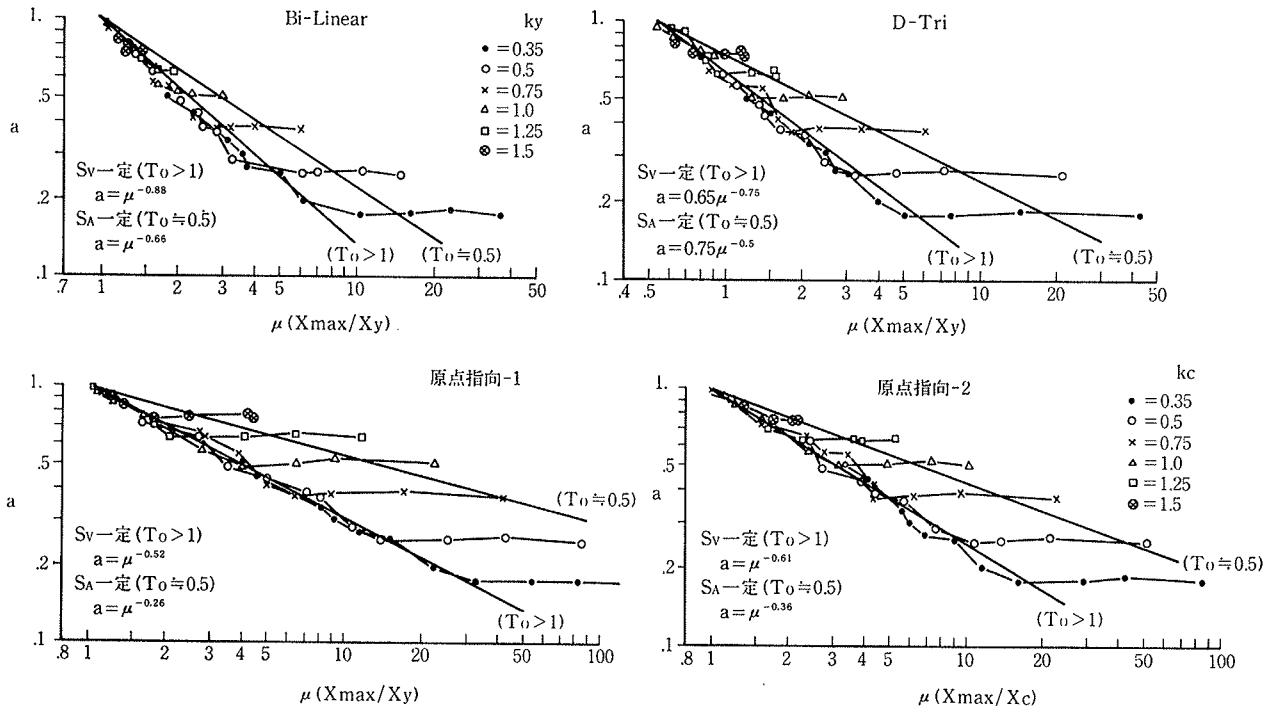 Bi-Linear
ky
● =0.35
○ =0.5
× =0.75
△ =1.0
□ =1.25
⊗ =1.5
a
1.
.5
.2
.1
Sv一定(To>1)
a=μ^-0.88
SA一定(To≒0.5)
a=μ^-0.66
(To>1)
(To≒0.5)
.7 1 2 3 4 5 10 20 50
μ(Xmax/Xy)
D-Tri
a
1.
.5
.2
.1
Sv一定(To>1)
a=0.65μ^-0.75
SA一定(To≒0.5)
a=0.75μ^-0.5
(To>1)
(To≒0.5)
.4 .5 1 2 3 4 5 10 20 50
μ(Xmax/Xy)
原点指向-1
a
1.
.5
.2
.1
Sv一定(To>1)
a=μ^-0.52
SA一定(To≒0.5)
a=μ^-0.26
(To≒0.5)
(To>1)
.8 1 2 3 4 5 10 20 50 100
μ(Xmax/Xy)
原点指向-2
kc
● =0.35
○ =0.5
× =0.75
△ =1.0
□ =1.25
⊗ =1.5
a
1.
.5
.2
.1
Sv一定(To>1)
a=μ^-0.61
SA一定(To≒0.5)
a=μ^-0.36
(To≒0.5)
(To>1)
.8 1 2 3 4 5 10 20 50 100
μ(Xmax/Xc)